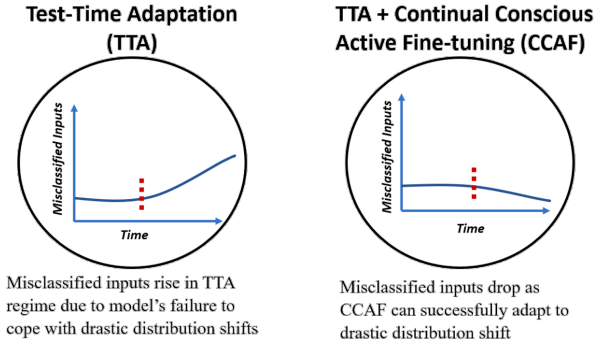 Test-Time Adaptation
(TTA)
Misclassified Inputs
Time
Misclassified inputs rise in TTA
regime due to model's failure to
cope with drastic distribution shifts
TTA + Continual Conscious
Active Fine-tuning (CCAF)
Misclassified Inputs
Time
Misclassified inputs drop as
CCAF can successfully adapt to
drastic distribution shift